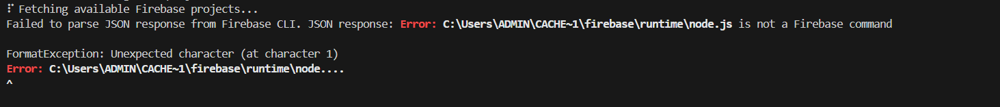 ⠏ Fetching available Firebase projects...
Failed to parse JSON response from Firebase CLI. JSON response: Error: C:\Users\ADMIN\CACHE~1\firebase\runtime\node.js is not a Firebase command
FormatException: Unexpected character (at character 1)
Error: C:\Users\ADMIN\CACHE~1\firebase\runtime\node....
^